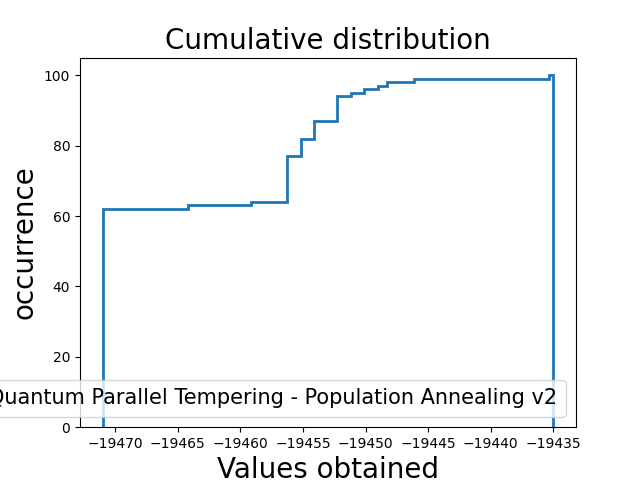 Cumulative distribution
occurrence
100
80
60
40
20
0
Quantum Parallel Tempering - Population Annealing v2
−19470 −19465 −19460 −19455 −19450 −19445 −19440 −19435
Values obtained